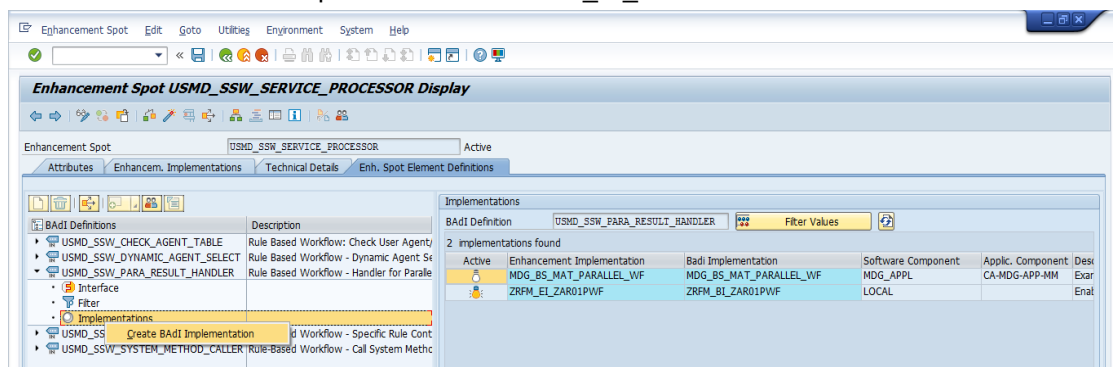 Enhancement Spot Edit Goto Utilities Environment System Help
Enhancement Spot USMD_SSW_SERVICE_PROCESSOR Display
Enhancement Spot USMD_SSW_SERVICE_PROCESSOR Active
Attributes Enhancem. Implementations Technical Details Enh. Spot Element Definitions
Implementations
BAdI Definition USMD_SSW_PARA_RESULT_HANDLER Filter Values
BAdI Definitions Description
2 implementations found
USMD_SSW_CHECK_AGENT_TABLE Rule Based Workflow: Check User Agent/
Active Enhancement Implementation Badi Implementation Software Component Applic. Component Desc
USMD_SSW_DYNAMIC_AGENT_SELECT Rule Based Workflow - Dynamic Agent Se
MDG_BS_MAT_PARALLEL_WF MDG_BS_MAT_PARALLEL_WF MDG_APPL CA-MDG-APP-MM Exar
USMD_SSW_PARA_RESULT_HANDLER Rule Based Workflow - Handler for Paralle
ZRFM_EI_ZAR01PWF ZRFM_BI_ZAR01PWF LOCAL Enab
Interface
Filter
Implementations
USMD_SS Create BAdI Implementation d Workflow - Specific Rule Cont
USMD_SSW_SYSTEM_METHOD_CALLER Rule-Based Workflow - Call System Metho